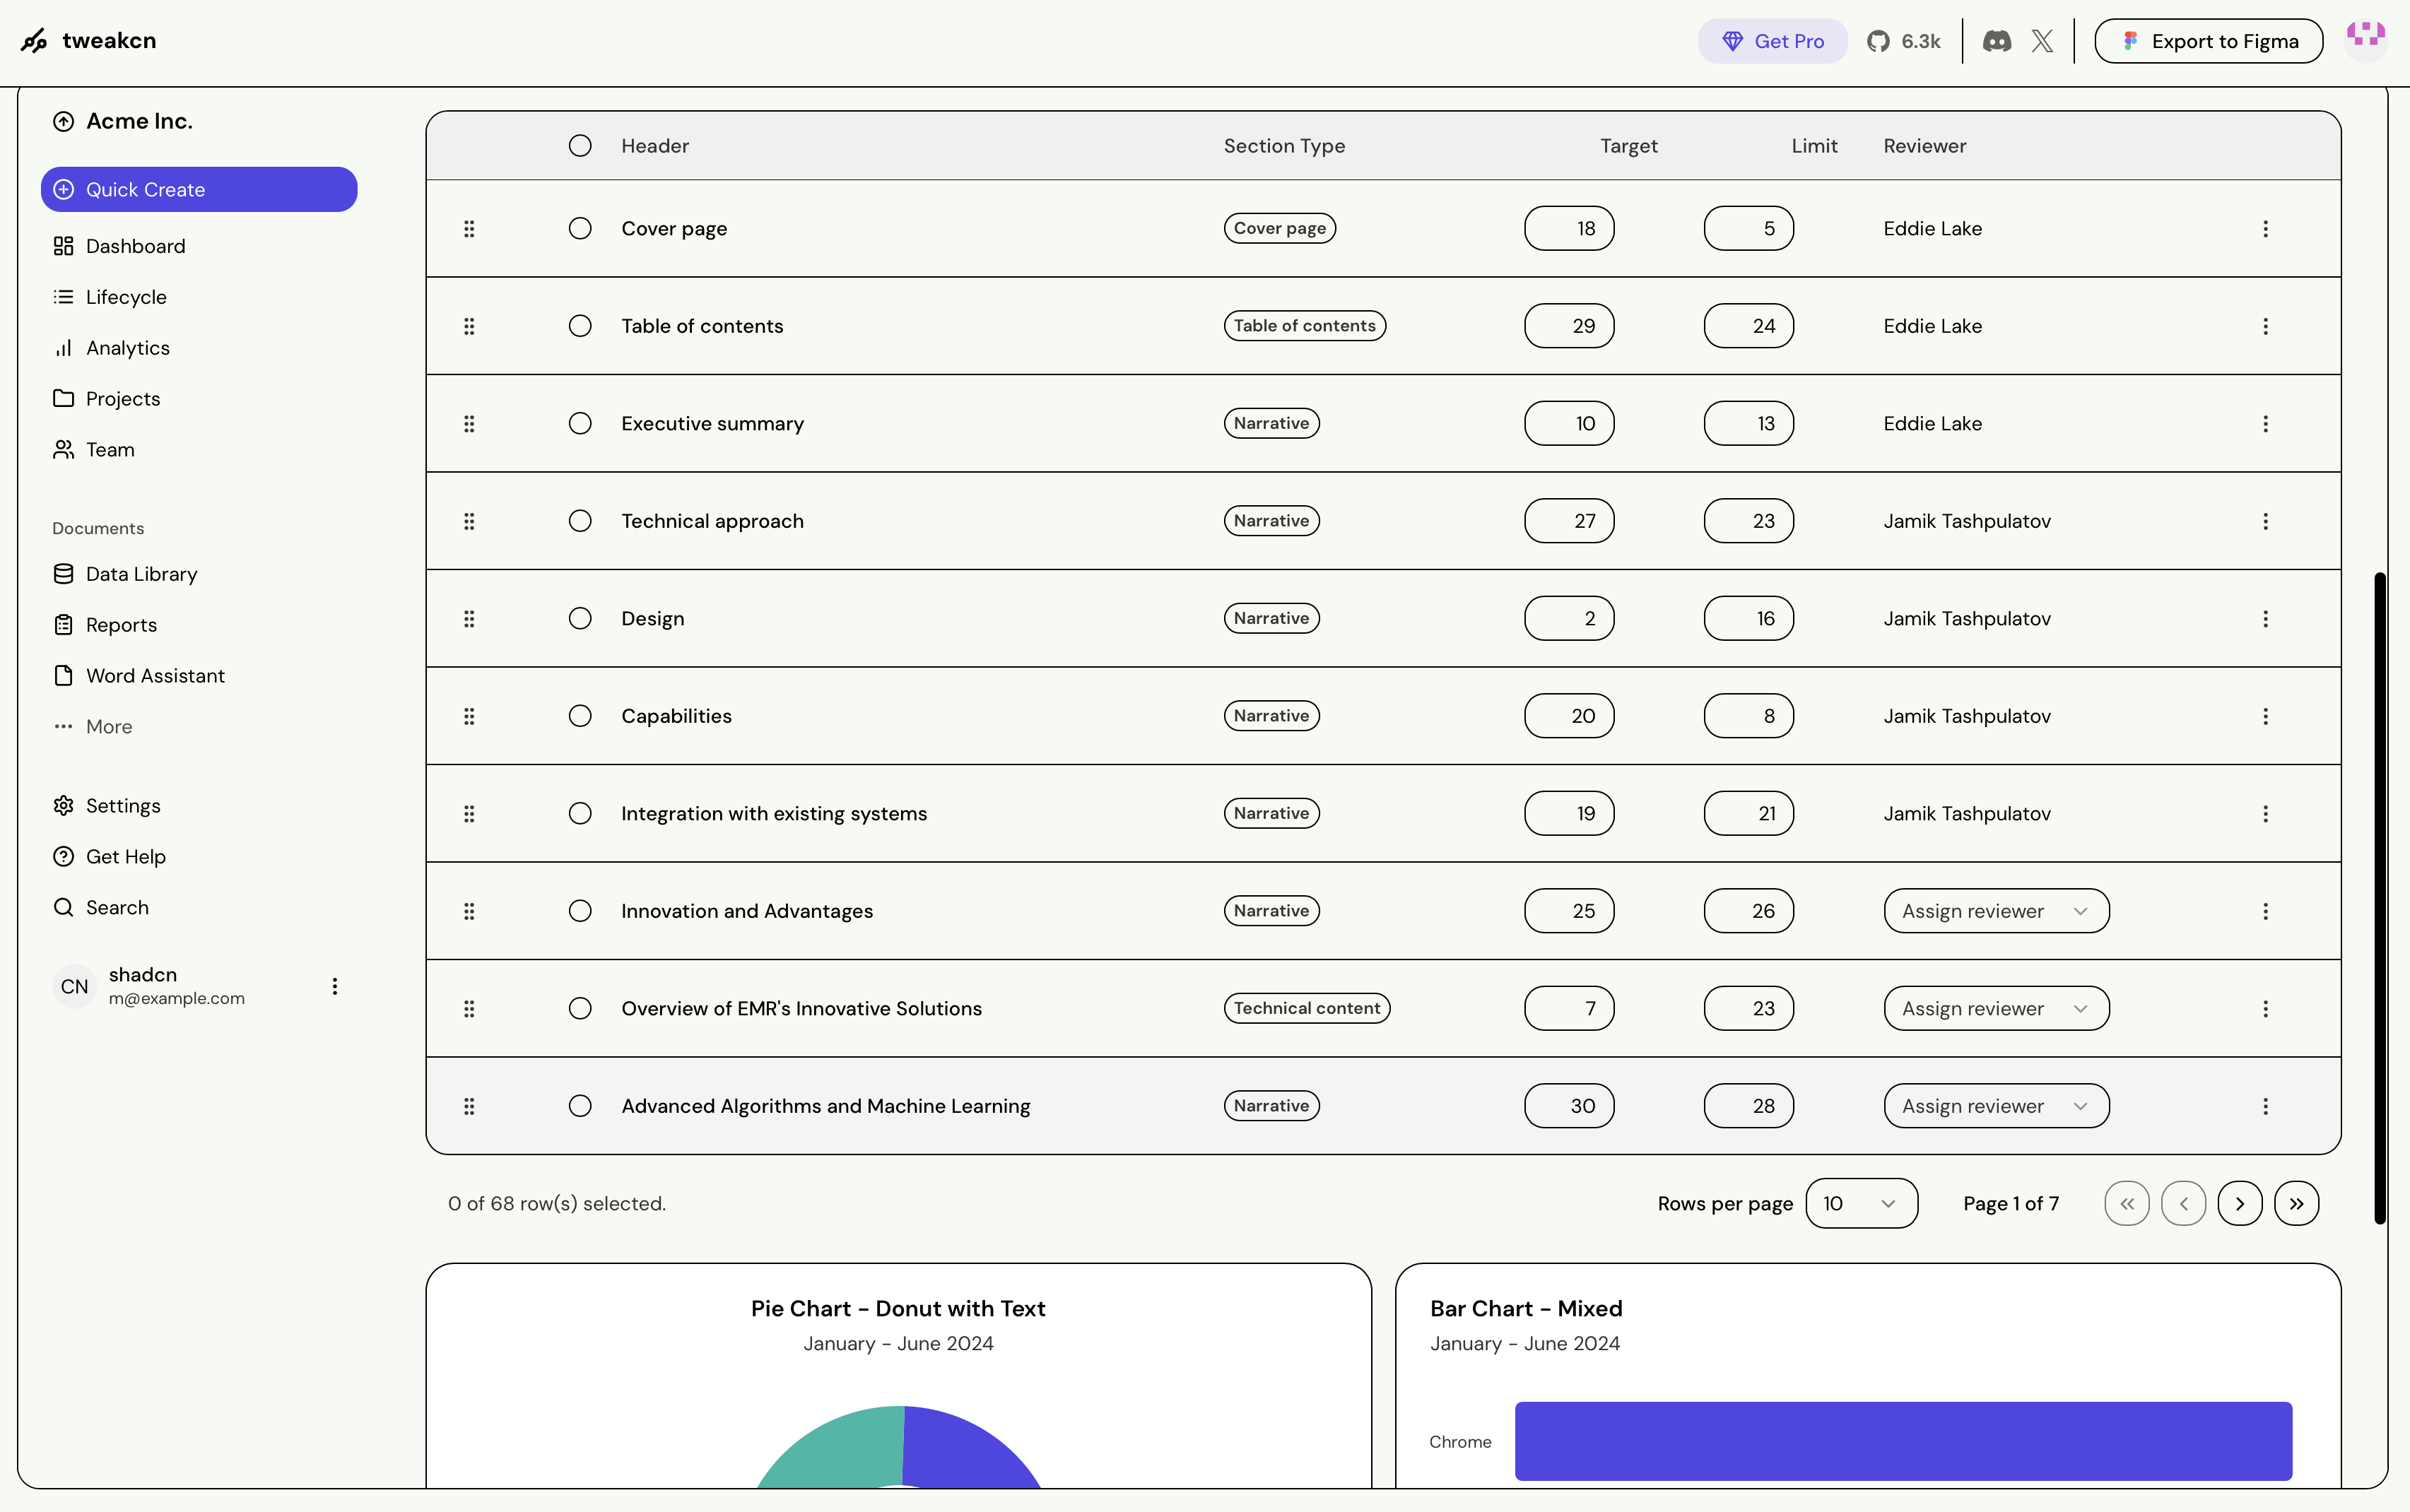 tweakcn
Get Pro
6.3k
Export to Figma
Acme Inc.
Quick Create
Dashboard
Lifecycle
Analytics
Projects
Team
Documents
Data Library
Reports
Word Assistant
More
Settings
Get Help
Search
CN
shadcn
m@example.com
Header Section Type Target Limit Reviewer
Cover page Cover page 18 5 Eddie Lake
Table of contents Table of contents 29 24 Eddie Lake
Executive summary Narrative 10 13 Eddie Lake
Technical approach Narrative 27 23 Jamik Tashpulatov
Design Narrative 2 16 Jamik Tashpulatov
Capabilities Narrative 20 8 Jamik Tashpulatov
Integration with existing systems Narrative 19 21 Jamik Tashpulatov
Innovation and Advantages Narrative 25 26 Assign reviewer
Overview of EMR's Innovative Solutions Technical content 7 23 Assign reviewer
Advanced Algorithms and Machine Learning Narrative 30 28 Assign reviewer
0 of 68 row(s) selected. Rows per page 10 Page 1 of 7
Pie Chart - Donut with Text
January - June 2024
Bar Chart - Mixed
January - June 2024
Chrome